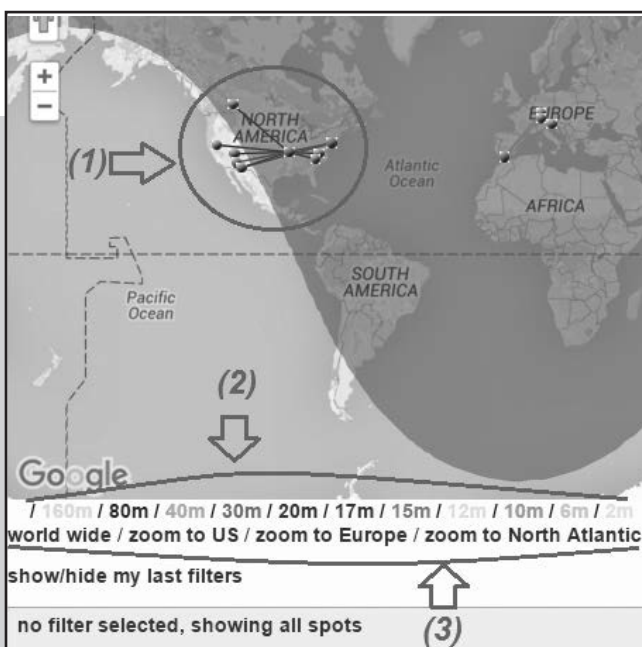 +
−
NORTH
AMERICA
(1)
Atlantic
Ocean
EUROPE
AFRICA
SOUTH
AMERICA
Pacific
Ocean
(2)
Google
/ 160m / 80m / 40m / 30m / 20m / 17m / 15m / 12m / 10m / 6m / 2m
world wide / zoom to US / zoom to Europe / zoom to North Atlantic
show/hide my last filters
no filter selected, showing all spots
(3)